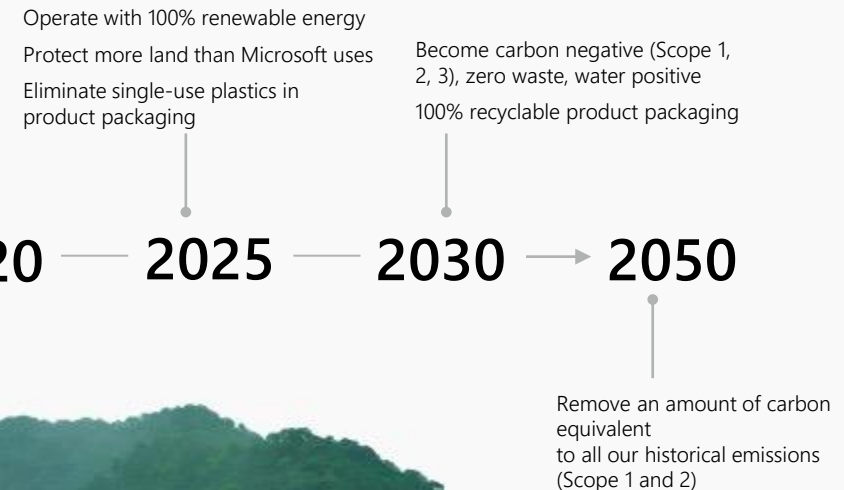 Operate with 100% renewable energy
Protect more land than Microsoft uses
Eliminate single-use plastics in
product packaging
Become carbon negative (Scope 1,
2, 3), zero waste, water positive
100% recyclable product packaging
20 2025 2030 2050
Remove an amount of carbon
equivalent
to all our historical emissions
(Scope 1 and 2)